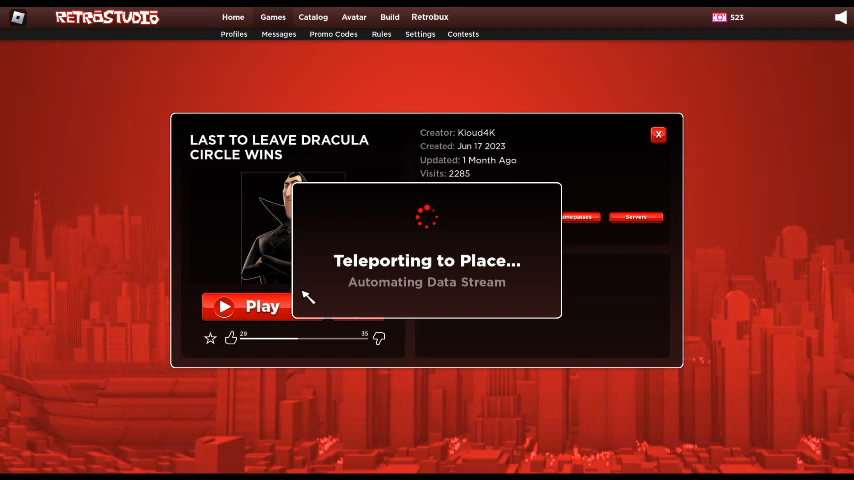 RETROSTUDIO
Home Games Catalog Avatar Build Retrobux
523
Profiles Messages Promo Codes Rules Settings Contests
LAST TO LEAVE DRACULA
CIRCLE WINS
Creator: Kloud4K
Created: Jun 17 2023
Updated: 1 Month Ago
Visits: 2285
X
Servers
Teleporting to Place...
Automating Data Stream
Play
29
35